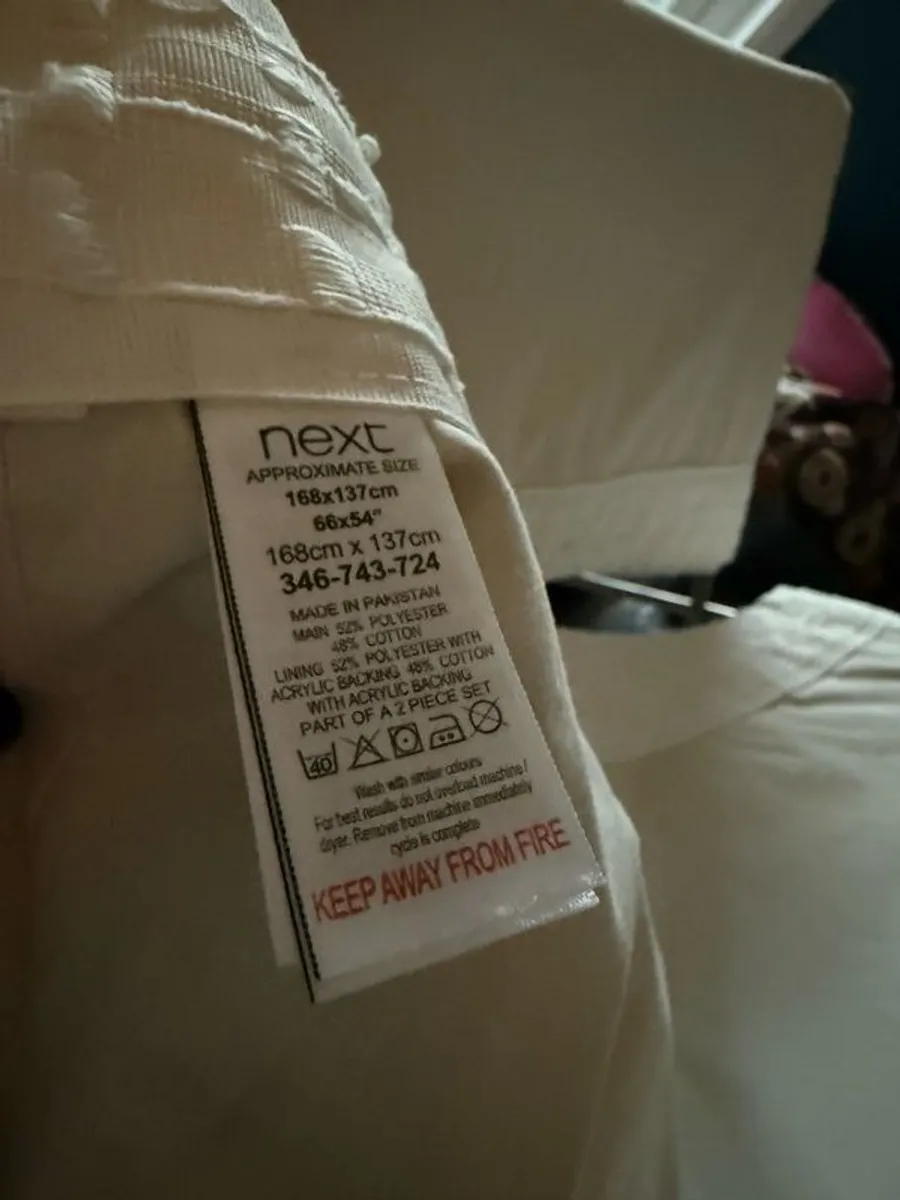 next
APPROXIMATE SIZE
168x137cm
66x54"
168cm x 137cm
346-743-724
MADE IN PAKISTAN
MAIN 52% POLYESTER
48% COTTON
LINING 52% POLYESTER WITH
ACRYLIC BACKING 48% COTTON
WITH ACRYLIC BACKING
PART OF A 2 PIECE SET
40
Wash with similar colours
For best results do not overload machine /
dryer. Remove from machine immediately
cycle is complete
KEEP AWAY FROM FIRE